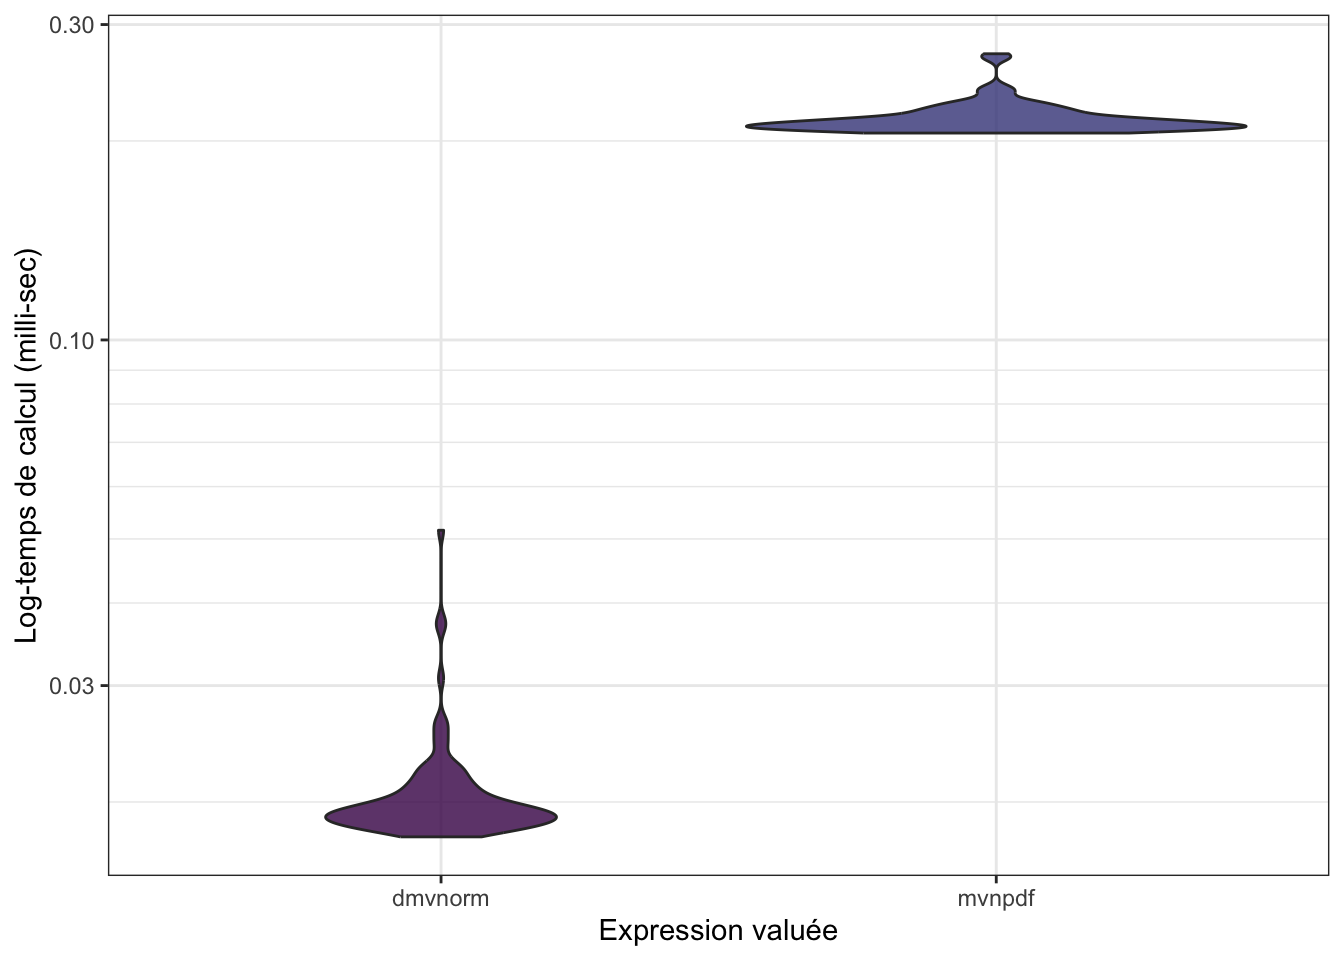 0.30
0.10
0.03
Log-temps de calcul (milli-sec)
dmvnorm
mvnpdf
Expression valuée